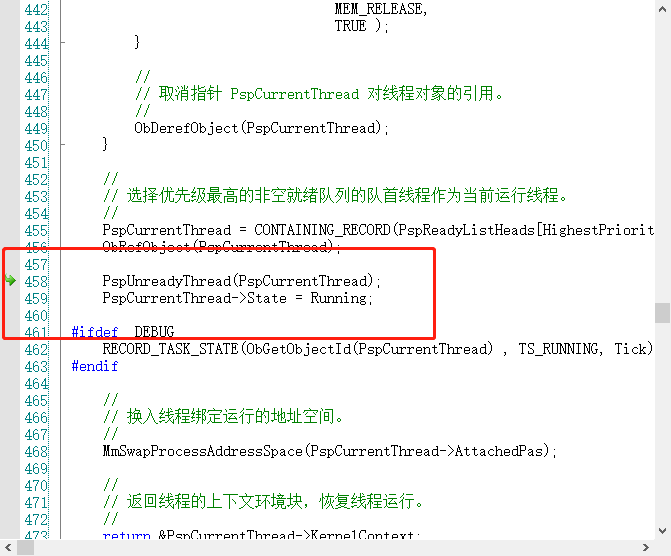 442 MEM_RELEASE,
443 TRUE );
444 }
445
446 //
447 // 取消指针 PspCurrentThread 对线程对象的引用。
448 //
449 ObDerefObject(PspCurrentThread);
450 }
451
452 //
453 // 选择优先级最高的非空就绪队列的队首线程作为当前运行线程。
454 //
455 PspCurrentThread = CONTAINING_RECORD(PspReadyListHeads[HighestPriorit
456 ObRefObject(PspCurrentThread);
457
458 PspUnreadyThread(PspCurrentThread);
459 PspCurrentThread->State = Running;
460
461 #ifdef _DEBUG
462 RECORD_TASK_STATE(ObGetObjectId(PspCurrentThread) , TS_RUNNING, Tick)
463 #endif
464
465 //
466 // 换入线程绑定运行的地址空间。
467 //
468 MmSwapProcessAddressSpace(PspCurrentThread->AttachedPas);
469
470 //
471 // 返回线程的上下文环境块，恢复线程运行。
472 //
473 return &PspCurrentThread->KernelContext;